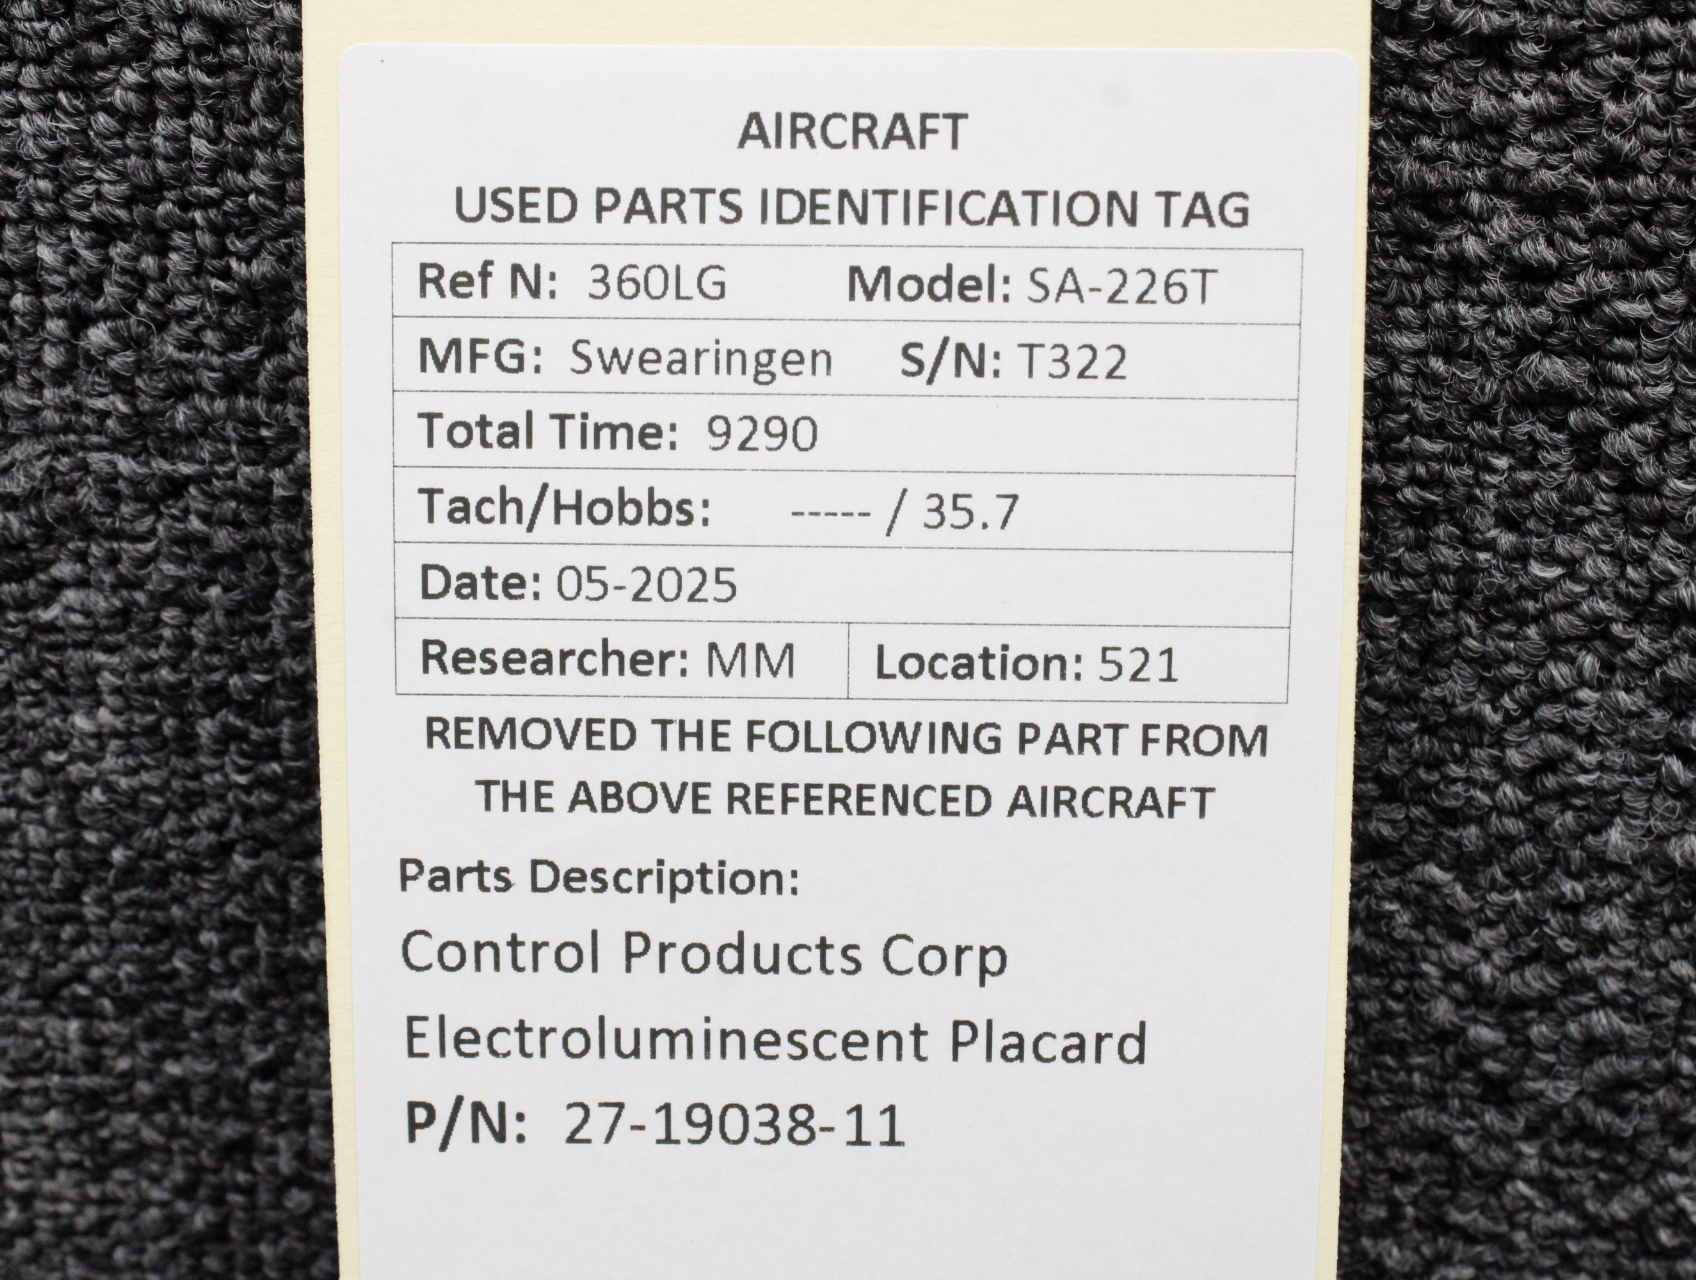 AIRCRAFT
USED PARTS IDENTIFICATION TAG
Ref N: 360LG Model: SA-226T
MFG: Swearingen S/N: T322
Total Time: 9290
Tach/Hobbs: ----- / 35.7
Date: 05-2025
Researcher: MM Location: 521
REMOVED THE FOLLOWING PART FROM
THE ABOVE REFERENCED AIRCRAFT
Parts Description:
Control Products Corp
Electroluminescent Placard
P/N: 27-19038-11